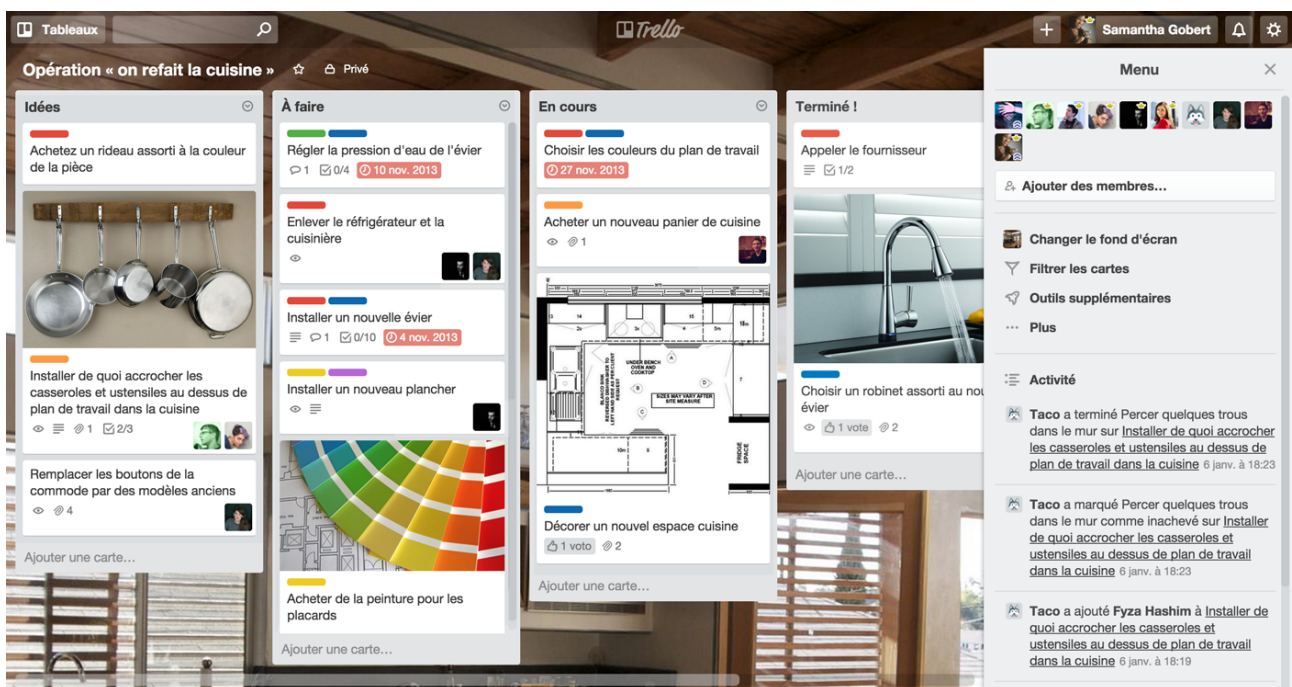 Tableaux
Trello
+
Samantha Gobert
Opération « on refait la cuisine »
Privé
Idées
Achetez un rideau assorti à la couleur
de la pièce
Installer de quoi accrocher les
casseroles et ustensiles au dessus de
plan de travail dans la cuisine
1 2/3
Remplacer les boutons de la
commode par des modèles anciens
4
Ajouter une carte…
À faire
Régler la pression d'eau de l'évier
1 0/4 10 nov. 2013
Enlever le réfrigérateur et la
cuisinière
Installer un nouvelle évier
1 0/10 4 nov. 2013
Installer un nouveau plancher
Acheter de la peinture pour les
placards
Ajouter une carte…
En cours
Choisir les couleurs du plan de travail
27 nov. 2013
Acheter un nouveau panier de cuisine
1
UNDER BENCH
OVEN AND
COOKTOP
SIZES MAY VARY AFTER
SITE MEASURE
FRIDGE
SPACE
Décorer un nouvel espace cuisine
1 voto 2
Ajouter une carte…
Terminé !
Appeler le fournisseur
1/2
Choisir un robinet assorti au nou
évier
1 vote 2
Ajouter une carte…
Menu
Ajouter des membres…
Changer le fond d'écran
Filtrer les cartes
Outils supplémentaires
Plus
Activité
Taco a terminé Percer quelques trous
dans le mur sur Installer de quoi accrocher
les casseroles et ustensiles au dessus de
plan de travail dans la cuisine 6 janv. à 18:23
Taco a marqué Percer quelques trous
dans le mur comme inachevé sur Installer
de quoi accrocher les casseroles et
ustensiles au dessus de plan de travail
dans la cuisine 6 janv. à 18:23
Taco a ajouté Fyza Hashim à Installer de
quoi accrocher les casseroles et
ustensiles au dessus de plan de travail
dans la cuisine 6 janv. à 18:19